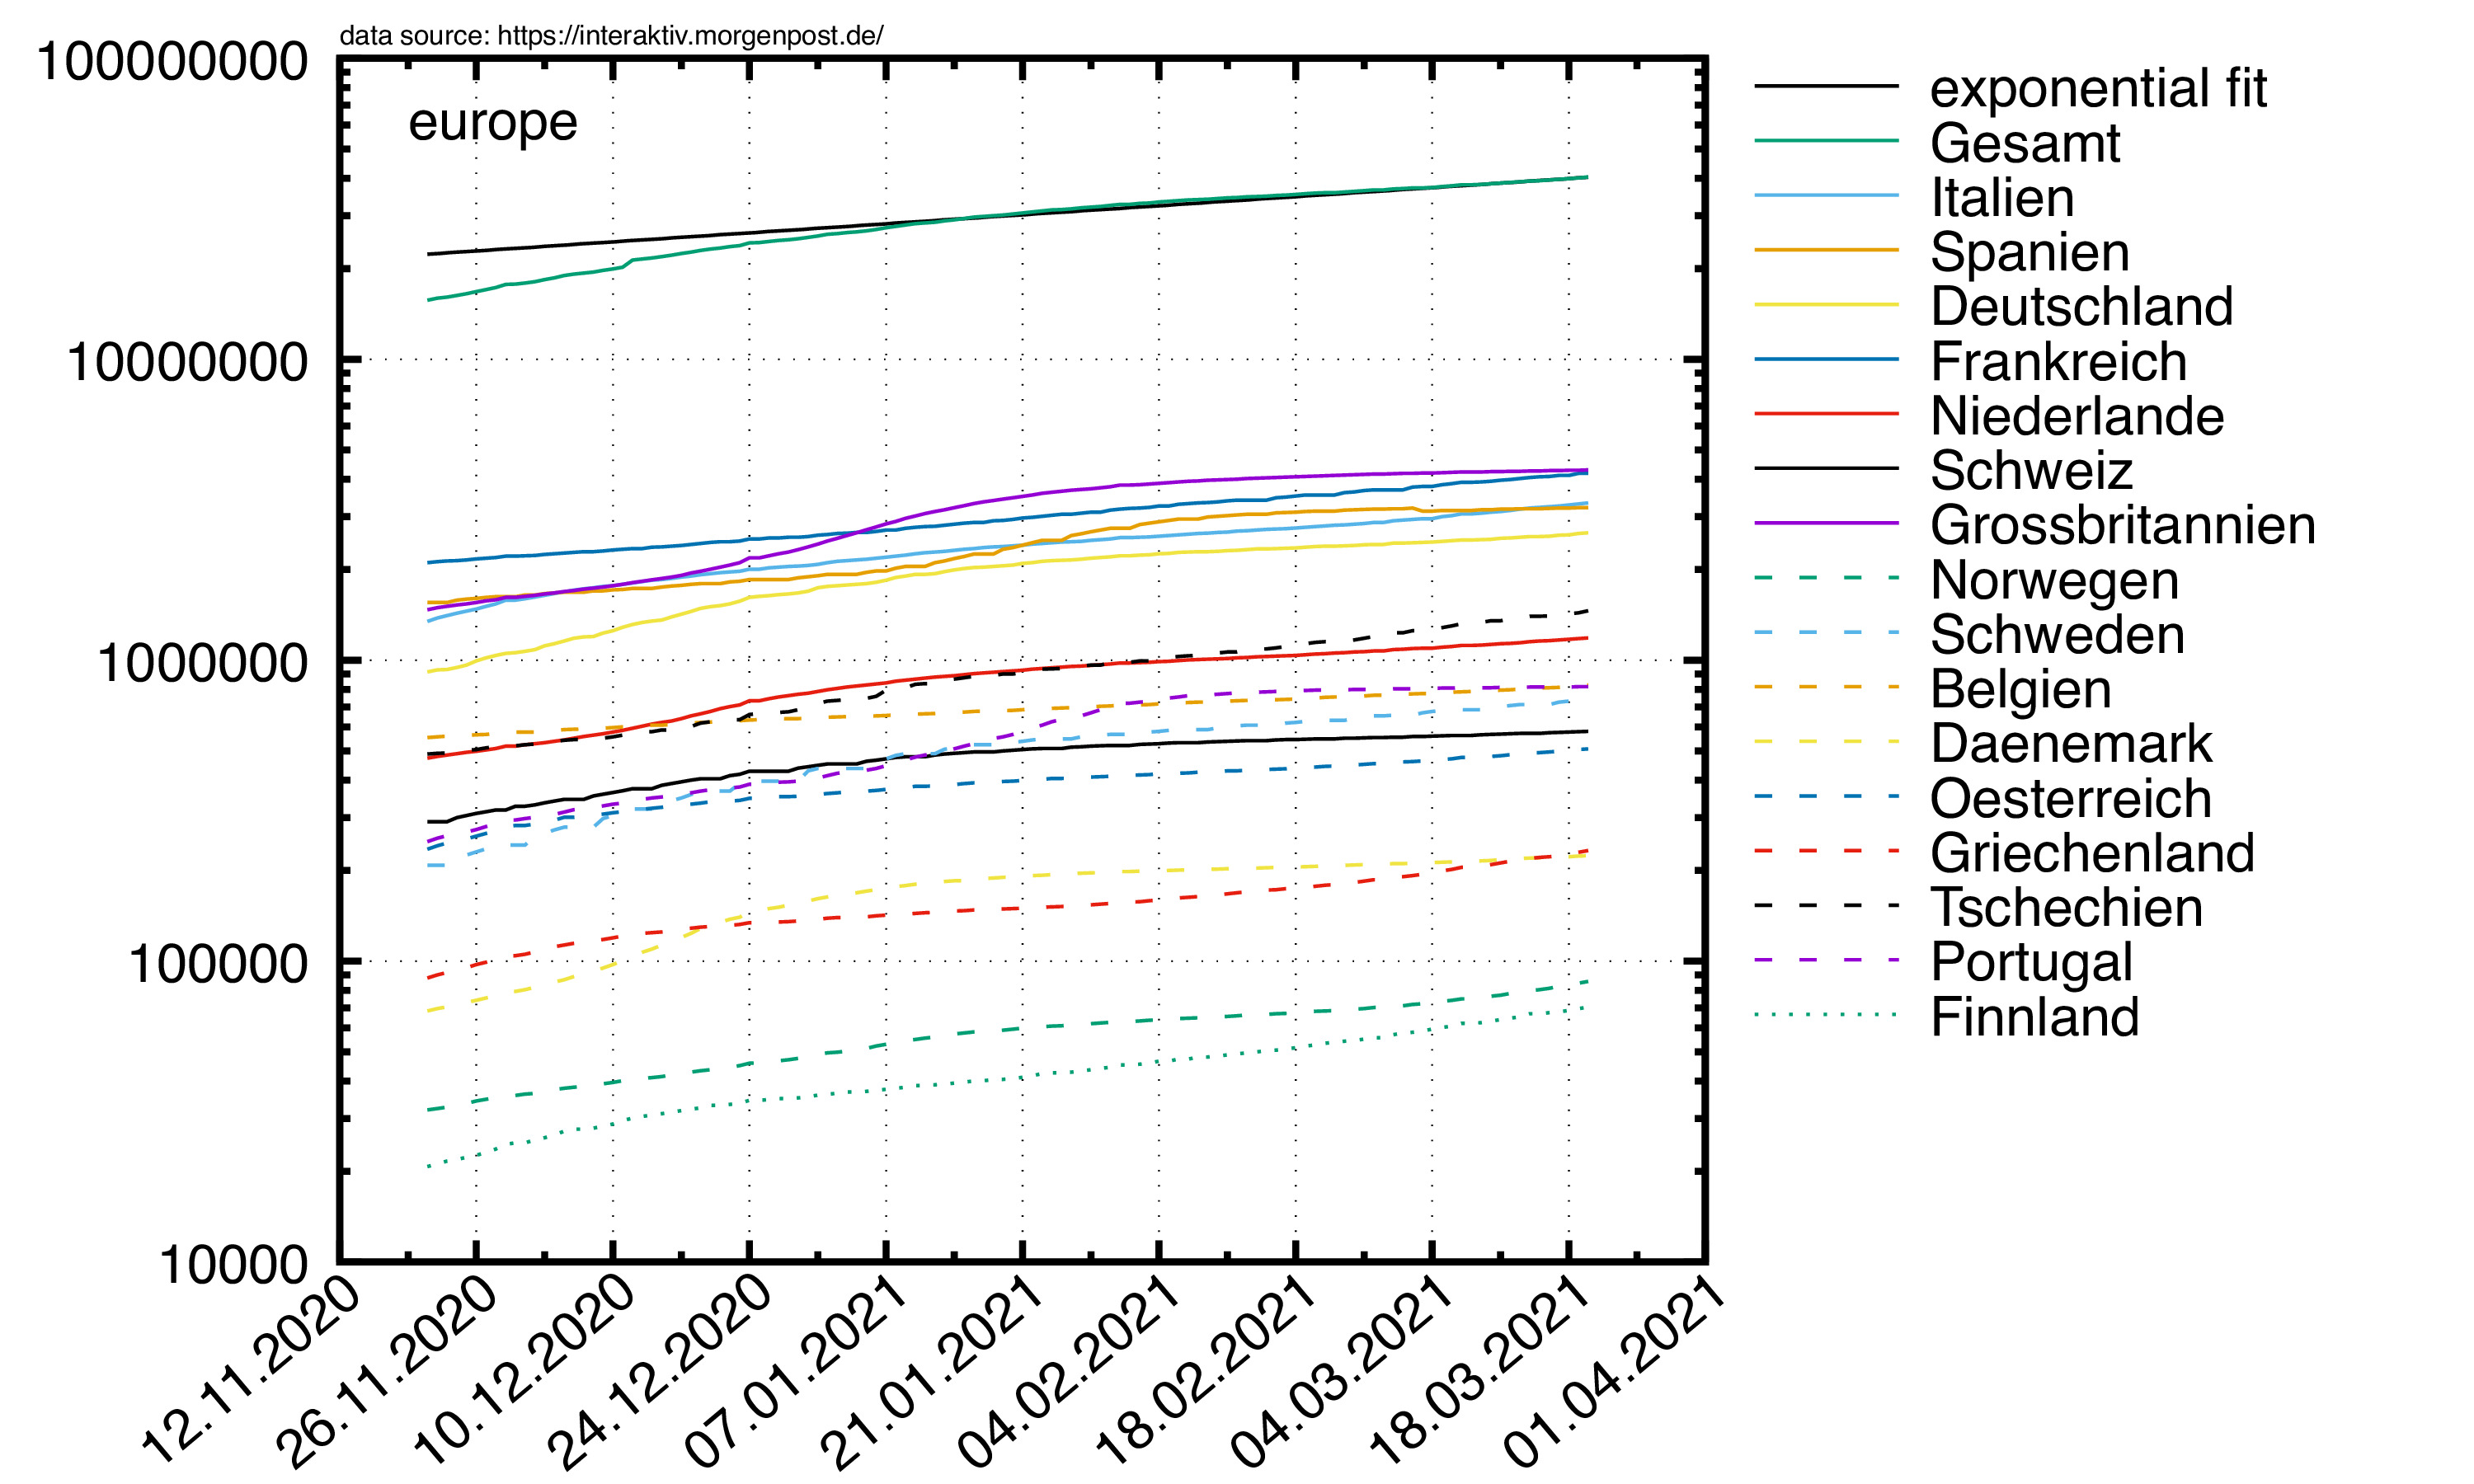 data source: https://interaktiv.morgenpost.de/
europe
100000000
10000000
1000000
100000
10000
12.11.2020
26.11.2020
10.12.2020
24.12.2020
07.01.2021
21.01.2021
04.02.2021
18.02.2021
04.03.2021
18.03.2021
01.04.2021
exponential fit
Gesamt
Italien
Spanien
Deutschland
Frankreich
Niederlande
Schweiz
Grossbritannien
Norwegen
Schweden
Belgien
Daenemark
Oesterreich
Griechenland
Tschechien
Portugal
Finnland